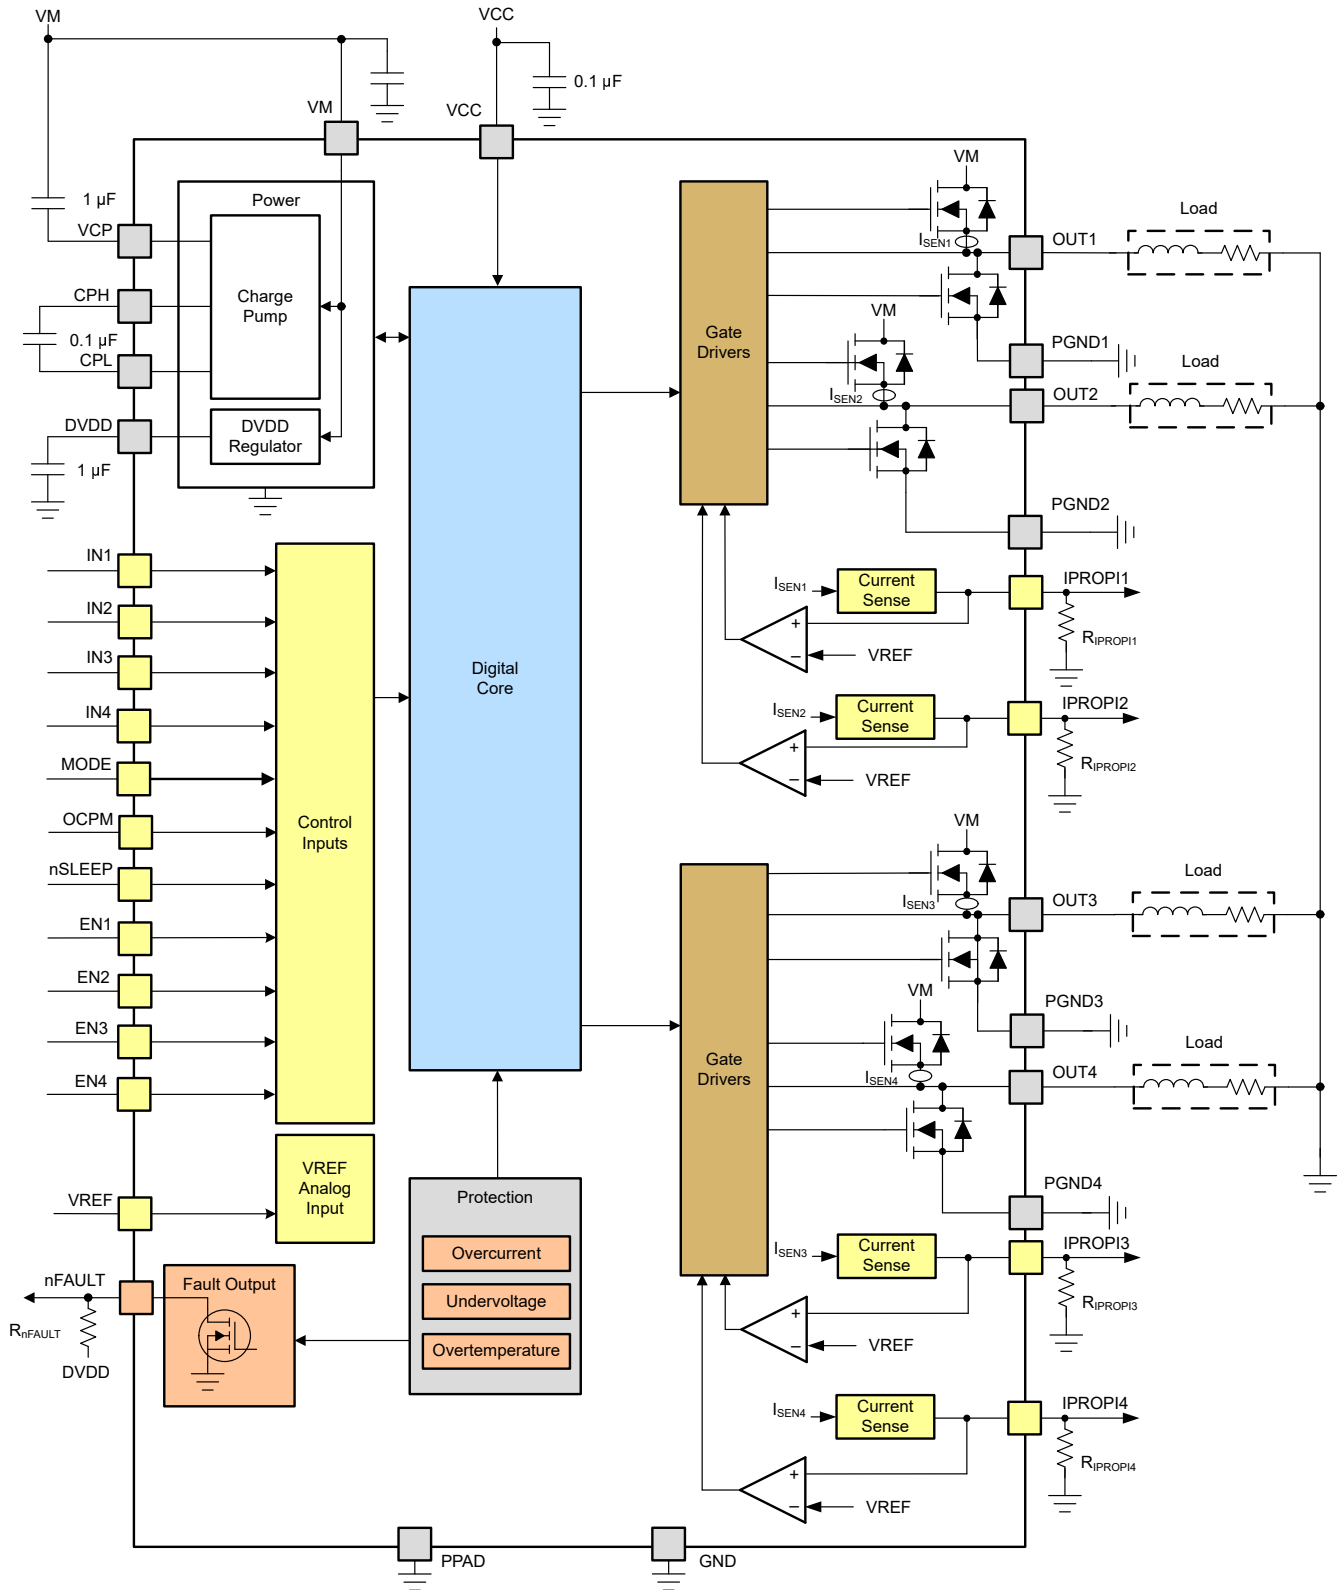 VM
VCC
0.1 µF
VM
VCC
1 µF
VCP
CPH
0.1 µF
CPL
DVDD
1 µF
Power
Charge
Pump
DVDD
Regulator
IN1
IN2
IN3
IN4
MODE
OCPM
nSLEEP
EN1
EN2
EN3
EN4
VREF
Control
Inputs
VREF
Analog
Input
nFAULT
RnFAULT
DVDD
Fault Output
Digital
Core
Protection
Overcurrent
Undervoltage
Overtemperature
Gate
Drivers
VM
ISEN1
OUT1
Load
PGND1
VM
ISEN2
OUT2
Load
PGND2
ISEN1
Current
Sense
IPROPI1
RIPROPI1
+
−
VREF
ISEN2
Current
Sense
IPROPI2
RIPROPI2
+
−
VREF
Gate
Drivers
VM
ISEN3
OUT3
Load
PGND3
VM
ISEN4
OUT4
Load
PGND4
ISEN3
Current
Sense
IPROPI3
RIPROPI3
+
−
VREF
ISEN4
Current
Sense
IPROPI4
RIPROPI4
+
−
VREF
PPAD
GND